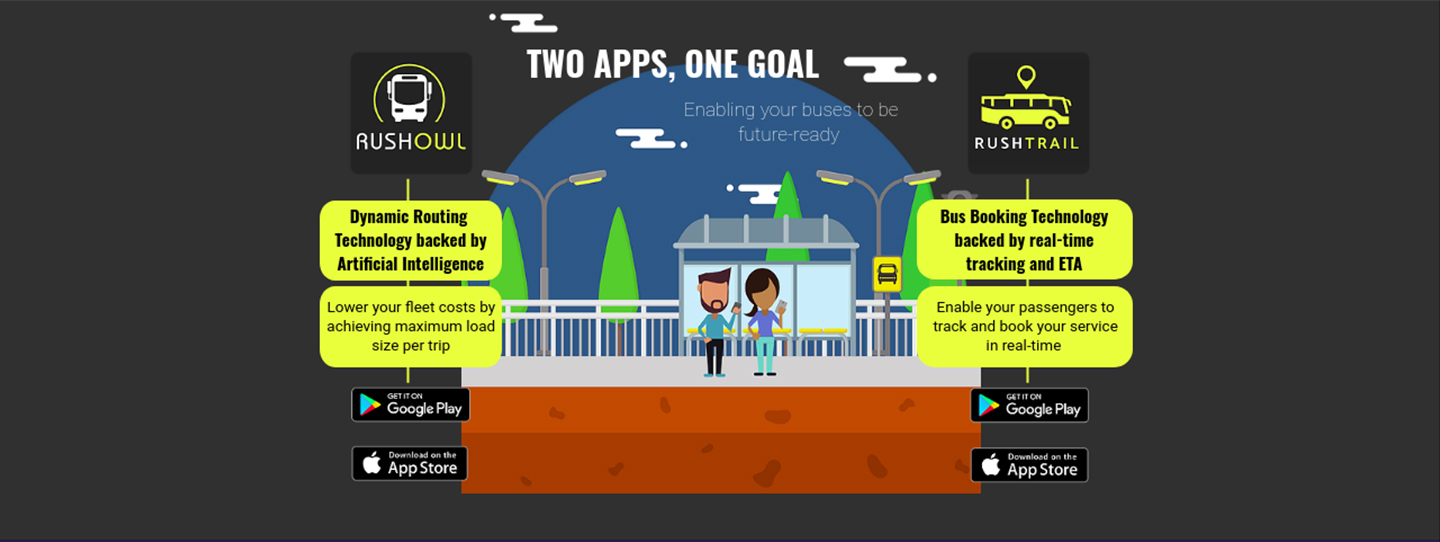 TWO APPS, ONE GOAL
Enabling your buses to be
future-ready
RUSHOWL
Dynamic Routing
Technology backed by
Artificial Intelligence
Lower your fleet costs by
achieving maximum load
size per trip
GET IT ON
Google Play
Download on the
App Store
RUSHTRAIL
Bus Booking Technology
backed by real-time
tracking and ETA
Enable your passengers to
track and book your service
in real-time
GET IT ON
Google Play
Download on the
App Store